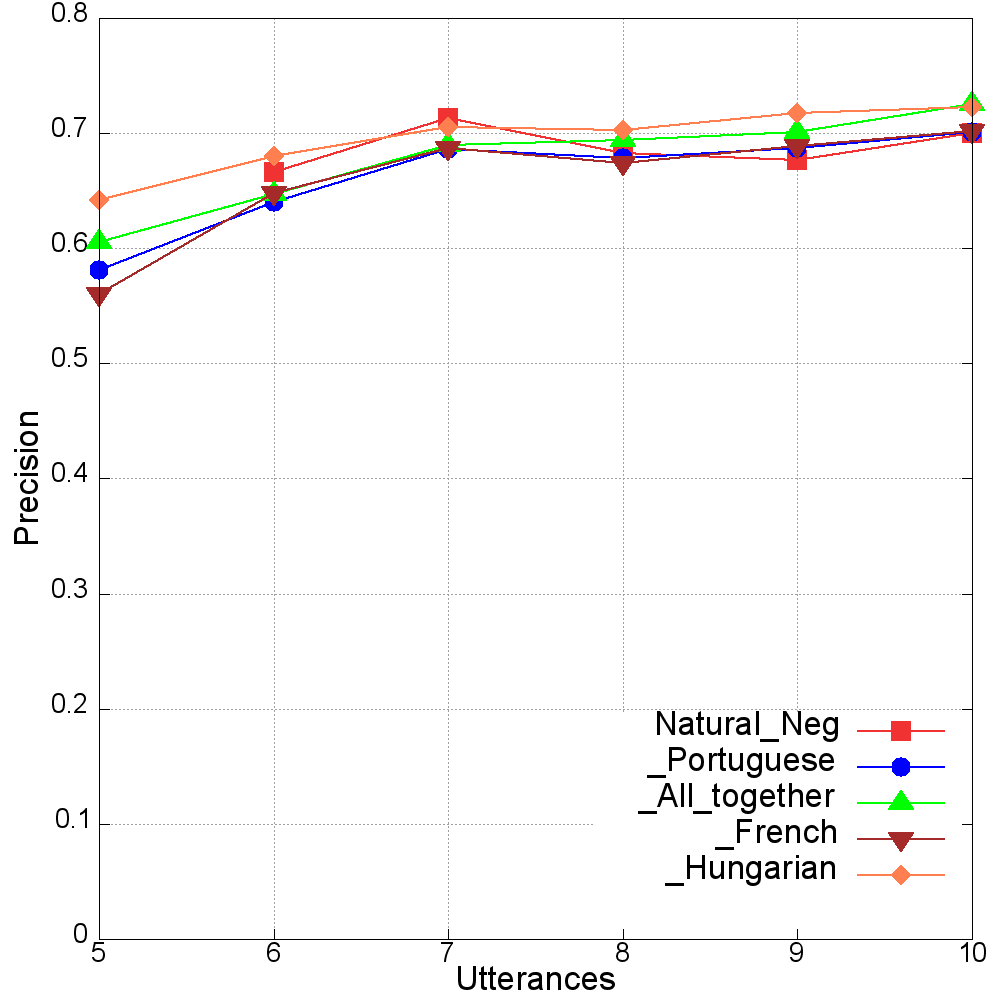 0.8
0.7
0.6
0.5
0.4
0.3
0.2
0.1
0
Precision
5 6 7 8 9 10
Utterances
Natural_Neg
_Portuguese
_All_together
_French
_Hungarian